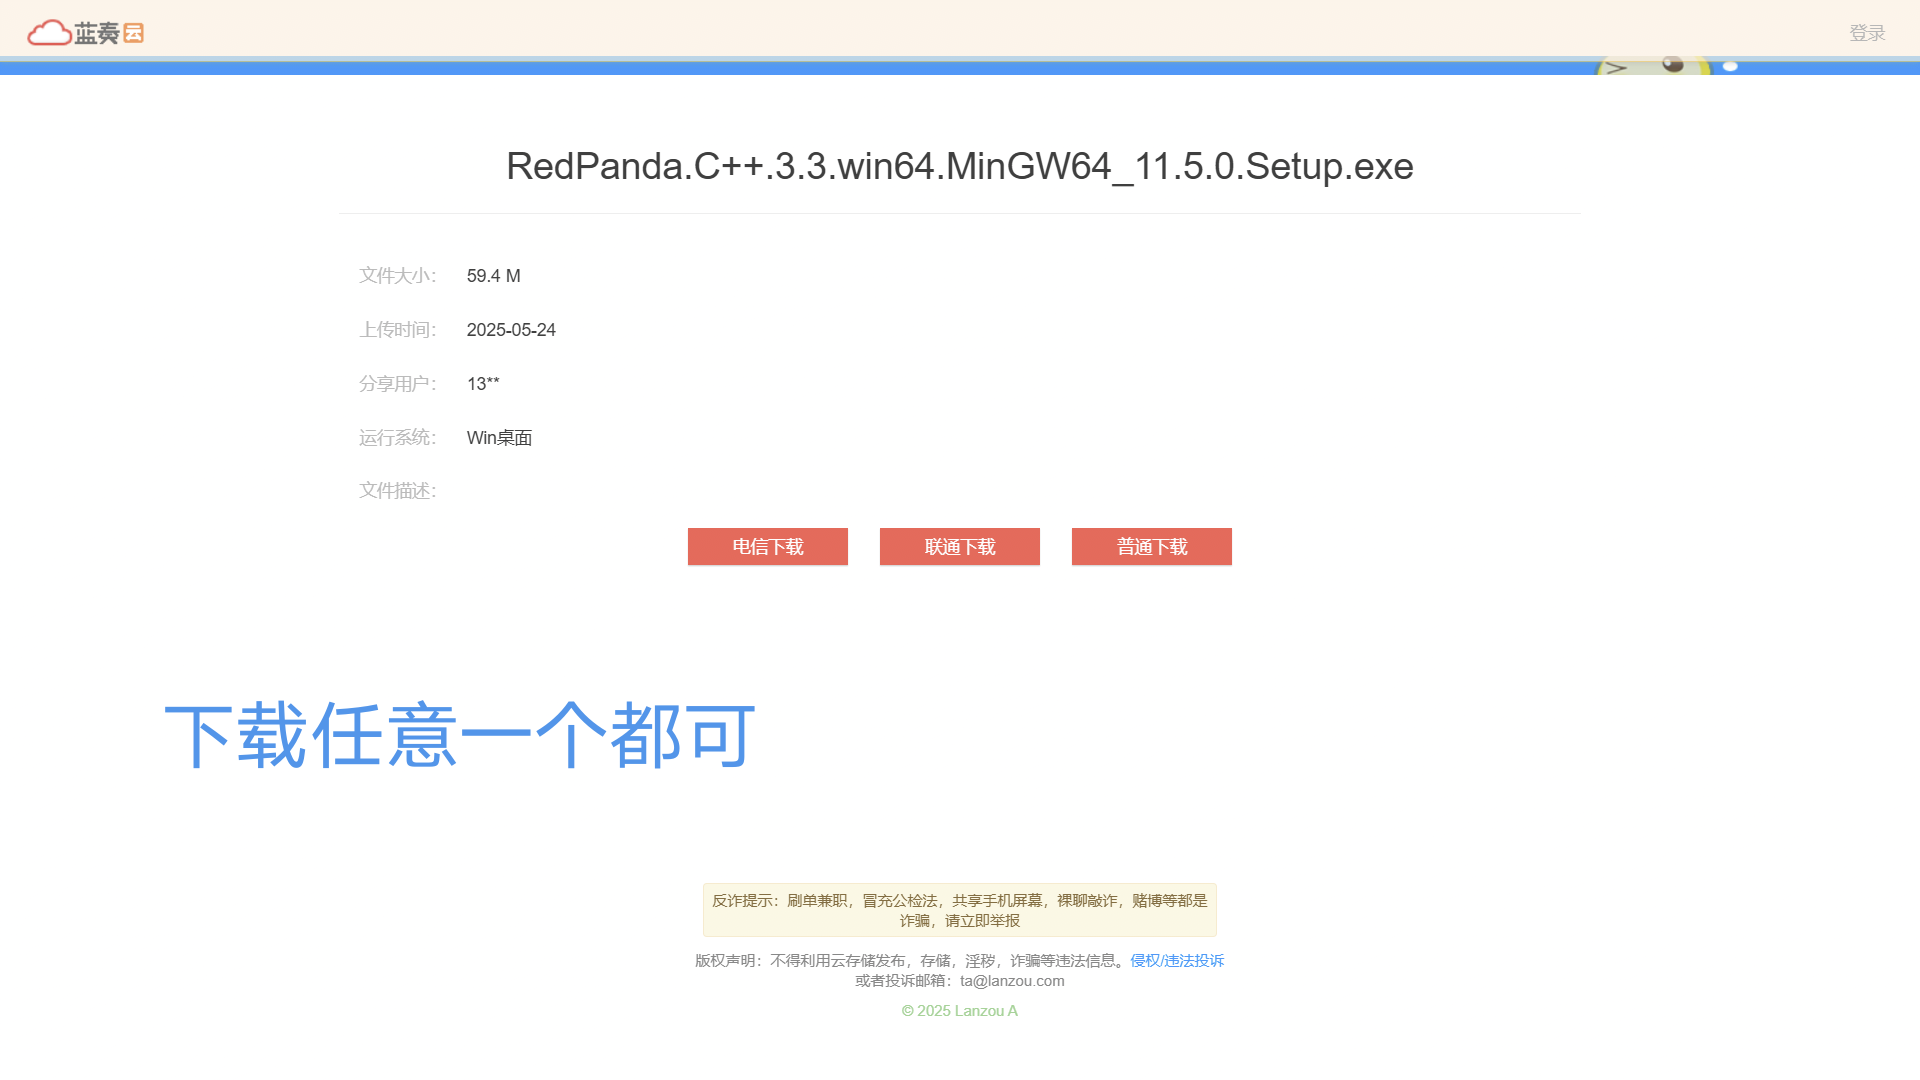 蓝奏云
登录
RedPanda.C++.3.3.win64.MinGW64_11.5.0.Setup.exe
文件大小： 59.4 M
上传时间： 2025-05-24
分享用户： 13**
运行系统： Win桌面
文件描述：
电信下载 联通下载 普通下载
下载任意一个都可
反诈提示：刷单兼职，冒充公检法，共享手机屏幕，裸聊敲诈，赌博等都是
诈骗，请立即举报
版权声明：不得利用云存储发布，存储，淫秽，诈骗等违法信息。侵权/违法投诉
或者投诉邮箱：ta@lanzou.com
© 2025 Lanzou A